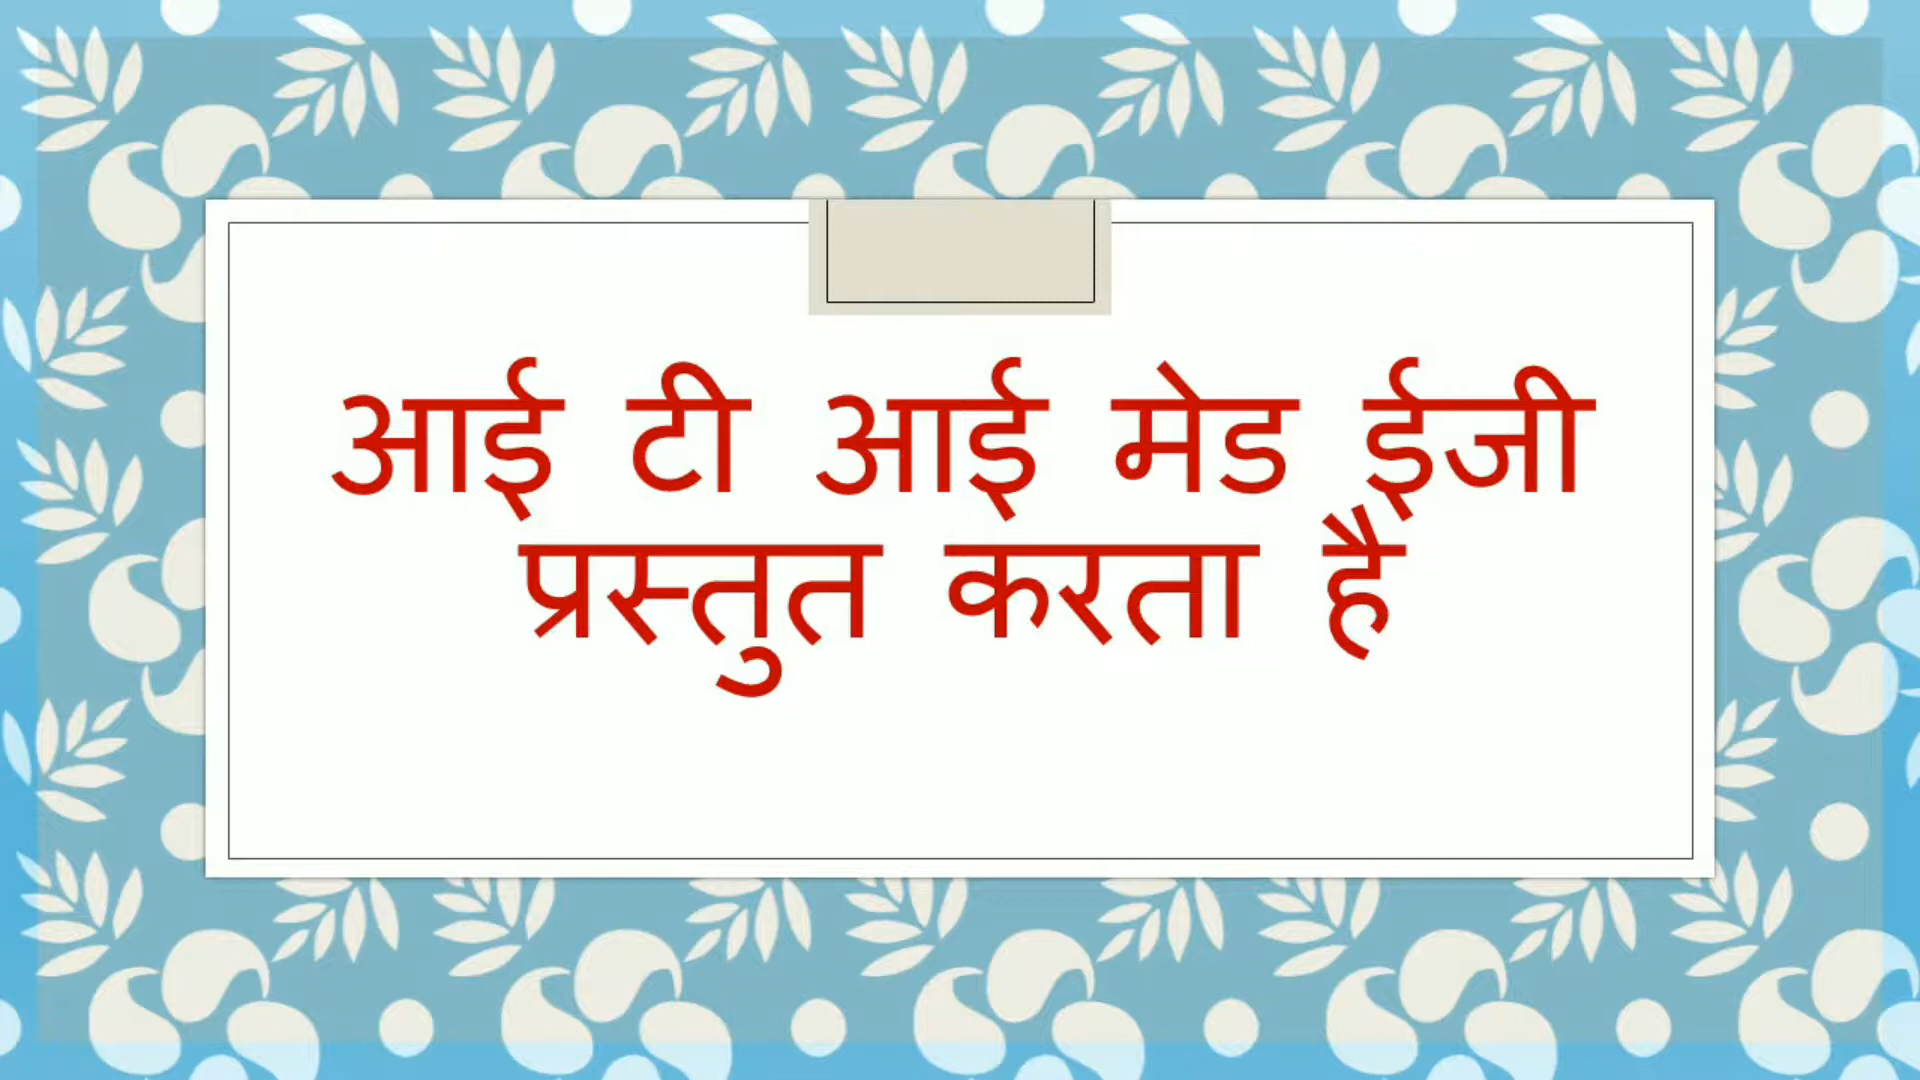 आई टी आई मेड ईजी
प्रस्तुत करता है